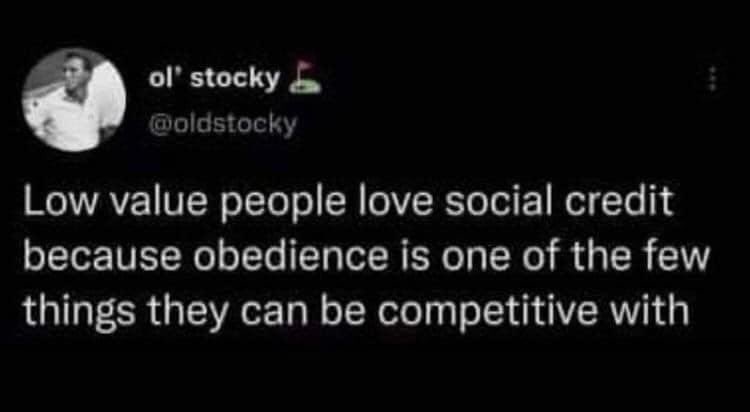 ol' stocky ⛳
@oldstocky
Low value people love social credit
because obedience is one of the few
things they can be competitive with